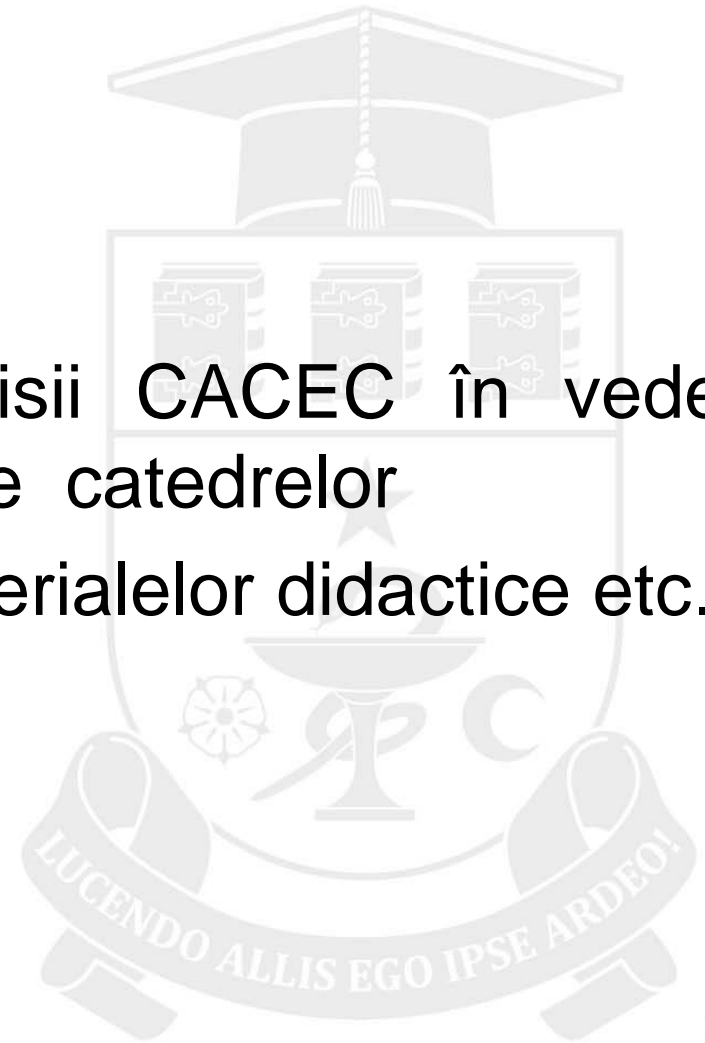 isii CACEC în vede
e catedrelor
erialelor didactice etc.
LUCENDO ALLIS EGO IPSE ARDEO!